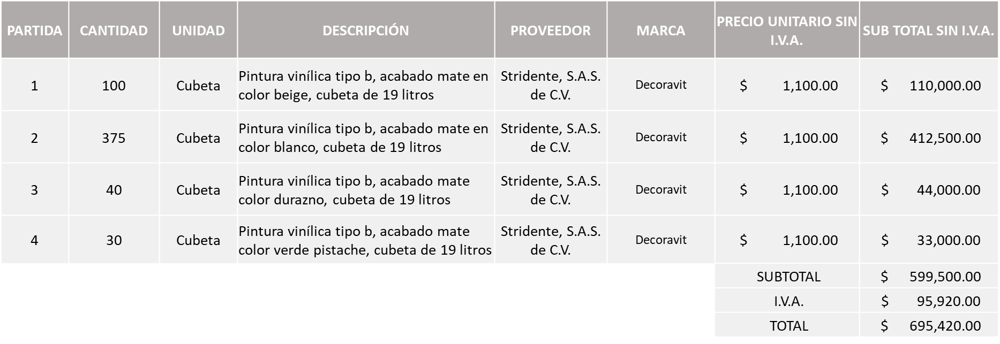 PARTIDA CANTIDAD UNIDAD DESCRIPCIÓN PROVEEDOR MARCA PRECIO UNITARIO SIN I.V.A. SUB TOTAL SIN I.V.A.
1 100 Cubeta Pintura vinílica tipo b, acabado mate en color beige, cubeta de 19 litros Stridente, S.A.S. de C.V. Decoravit $ 1,100.00 $ 110,000.00
2 375 Cubeta Pintura vinílica tipo b, acabado mate en color blanco, cubeta de 19 litros Stridente, S.A.S. de C.V. Decoravit $ 1,100.00 $ 412,500.00
3 40 Cubeta Pintura vinílica tipo b, acabado mate color durazno, cubeta de 19 litros Stridente, S.A.S. de C.V. Decoravit $ 1,100.00 $ 44,000.00
4 30 Cubeta Pintura vinílica tipo b, acabado mate color verde pistache, cubeta de 19 litros Stridente, S.A.S. de C.V. Decoravit $ 1,100.00 $ 33,000.00
SUBTOTAL $ 599,500.00
I.V.A. $ 95,920.00
TOTAL $ 695,420.00